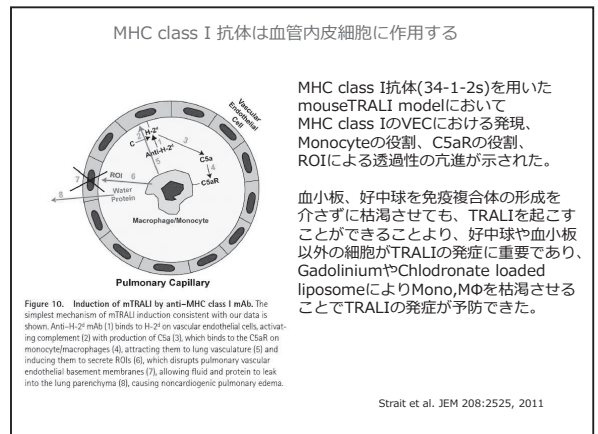 MHC class I 抗体は血管内皮細胞に作用する
Vascular
Endothelial
Cell
H-2ᵈ
C
2
1
Anti-H-2ᵈ
3
C5a
4
C5aR
5
ROI
6
7
8
Water
Protein
Macrophage/Monocyte
Pulmonary Capillary
Figure 10. Induction of mTRALI by anti–MHC class I mAb. The
simplest mechanism of mTRALI induction consistent with our data is
shown. Anti–H-2ᵈ mAb (1) binds to H-2ᵈ on vascular endothelial cells, activat-
ing complement (2) with production of C5a (3), which binds to the C5aR on
monocyte/macrophages (4), attracting them to lung vasculature (5) and
inducing them to secrete ROIs (6), which disrupts pulmonary vascular
endothelial basement membranes (7), allowing fluid and protein to leak
into the lung parenchyma (8), causing noncardiogenic pulmonary edema.
MHC class I抗体(34-1-2s)を用いた
mouseTRALI modelにおいて
MHC class IのVECにおける発現、
Monocyteの役割、C5aRの役割、
ROIによる透過性の亢進が示された。
血小板、好中球を免疫複合体の形成を
介さずに枯渇させても、TRALIを起こす
ことができることより、好中球や血小板
以外の細胞がTRALIの発症に重要であり、
GadoliniumやChlodronate loaded
liposomeによりMono,MΦを枯渇させる
ことでTRALIの発症が予防できた。
Strait et al. JEM 208:2525, 2011